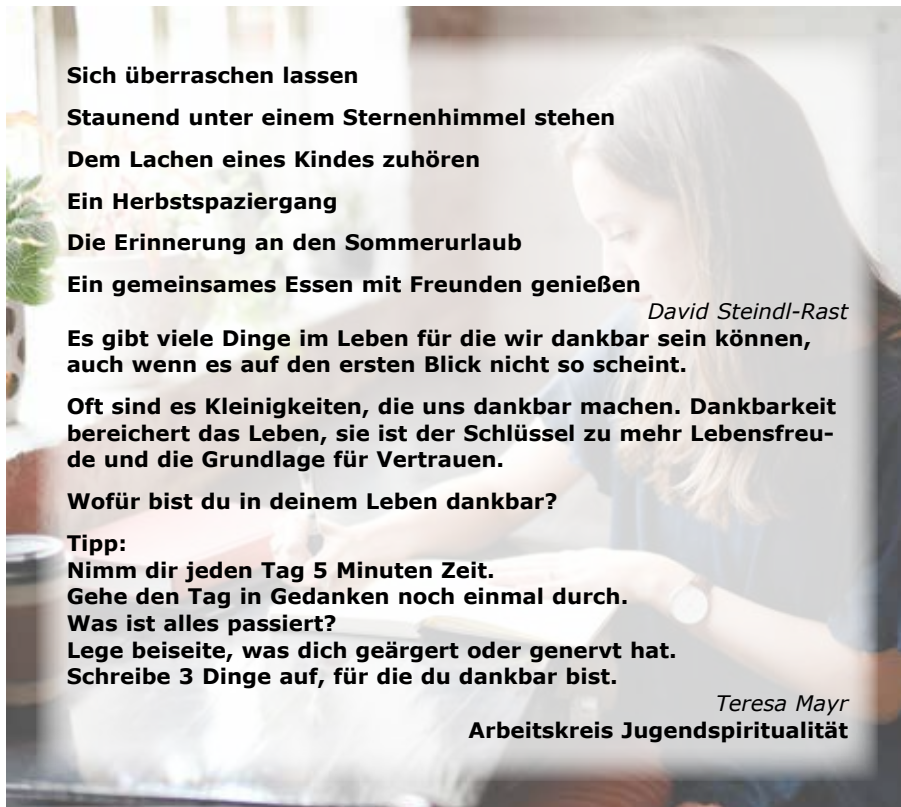 Sich überraschen lassen
Staunend unter einem Sternenhimmel stehen
Dem Lachen eines Kindes zuhören
Ein Herbstspaziergang
Die Erinnerung an den Sommerurlaub
Ein gemeinsames Essen mit Freunden genießen
David Steindl-Rast
Es gibt viele Dinge im Leben für die wir dankbar sein können,
auch wenn es auf den ersten Blick nicht so scheint.
Oft sind es Kleinigkeiten, die uns dankbar machen. Dankbarkeit
bereichert das Leben, sie ist der Schlüssel zu mehr Lebensfreu-
de und die Grundlage für Vertrauen.
Wofür bist du in deinem Leben dankbar?
Tipp:
Nimm dir jeden Tag 5 Minuten Zeit.
Gehe den Tag in Gedanken noch einmal durch.
Was ist alles passiert?
Lege beiseite, was dich geärgert oder genervt hat.
Schreibe 3 Dinge auf, für die du dankbar bist.
Teresa Mayr
Arbeitskreis Jugendspiritualität